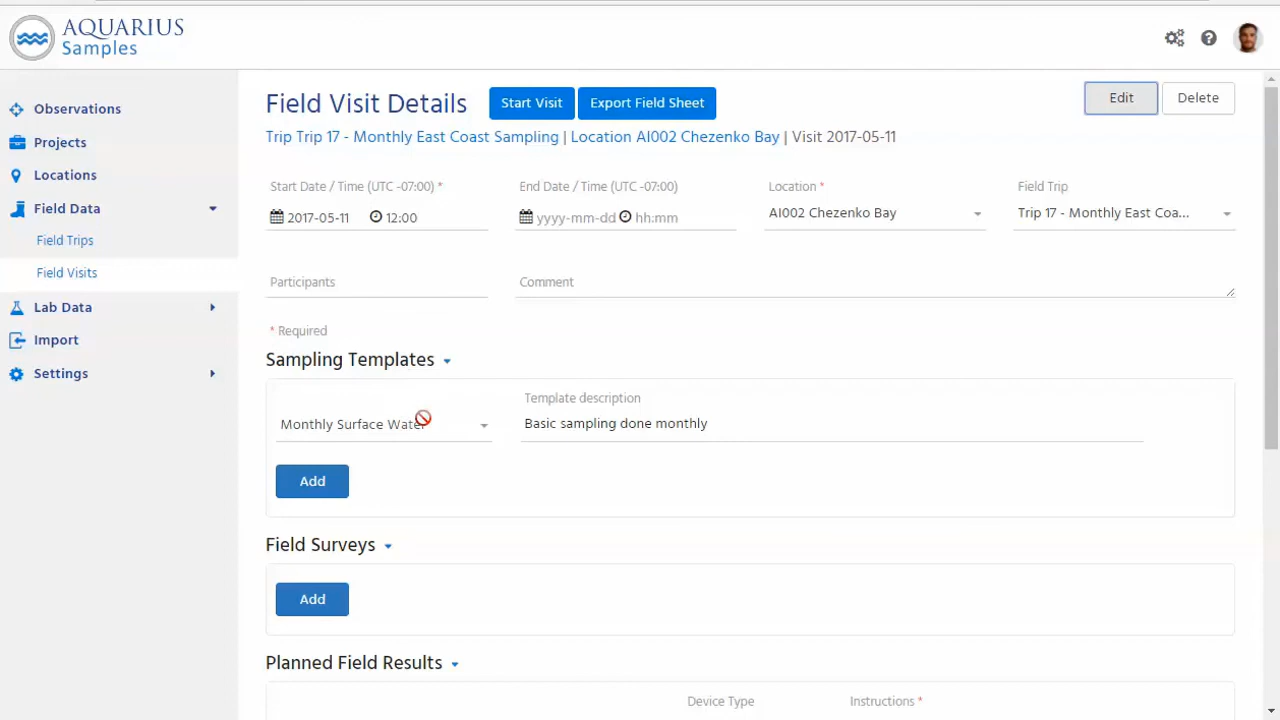 AQUARIUS
Samples
Observations
Projects
Locations
Field Data
Field Trips
Field Visits
Lab Data
Import
Settings
Field Visit Details
Start Visit
Export Field Sheet
Edit
Delete
Trip Trip 17 - Monthly East Coast Sampling | Location AI002 Chezenko Bay | Visit 2017-05-11
Start Date / Time (UTC -07:00) *
End Date / Time (UTC -07:00)
Location *
Field Trip
2017-05-11 12:00
yyyy-mm-dd hh:mm
AI002 Chezenko Bay
Trip 17 - Monthly East Coa...
Participants
Comment
* Required
Sampling Templates
Template description
Monthly Surface Water
Basic sampling done monthly
Add
Field Surveys
Add
Planned Field Results
Device Type
Instructions *